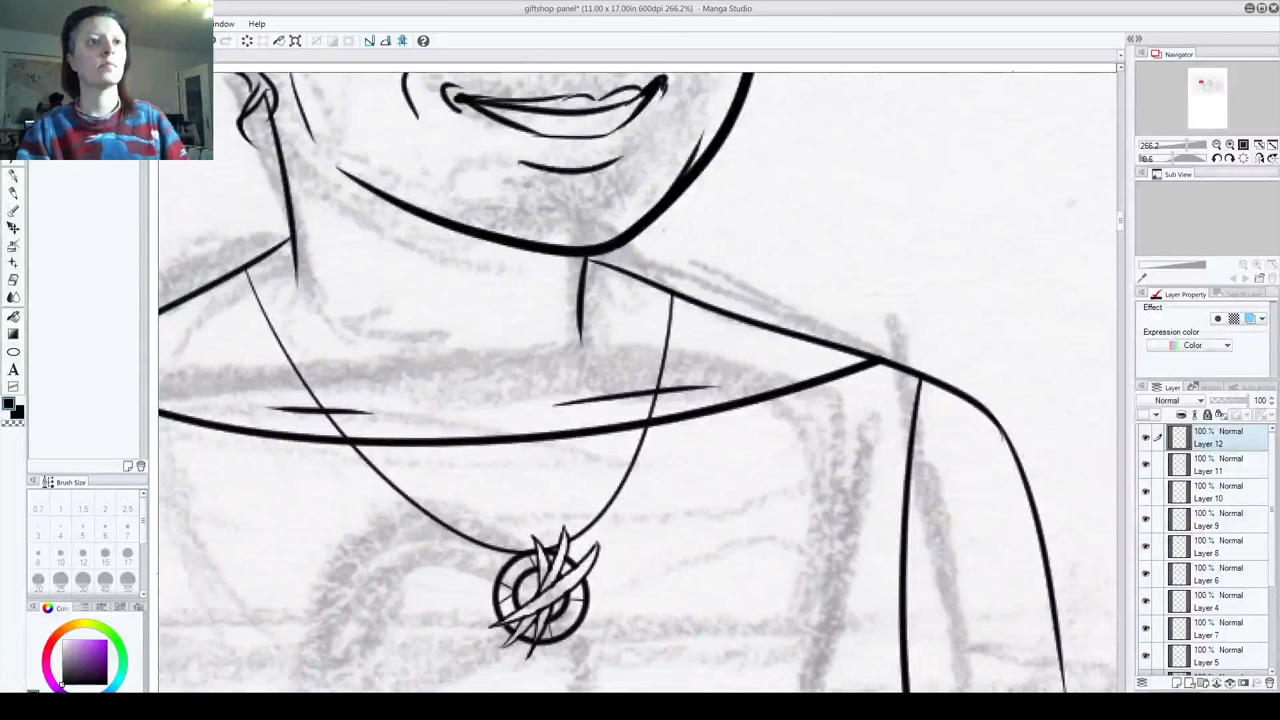 giftshop-panel* (11.00 x 17.00in 600dpi 266.2%) - Manga Studio
Help
Navigator
266.2
0.6
Sub View
Layer Property
Effect
Expression color
Color
Layer
Normal
100
100 % Normal
Layer 12
100 % Normal
Layer 11
100 % Normal
Layer 10
100 % Normal
Layer 9
100 % Normal
Layer 8
100 % Normal
Layer 6
100 % Normal
Layer 4
100 % Normal
Layer 7
100 % Normal
Layer 5
Brush Size
0.7 1 1.5 2 2.5
3 4 5 6 7
8 10 12 15 17
20 25 30 40 50
A